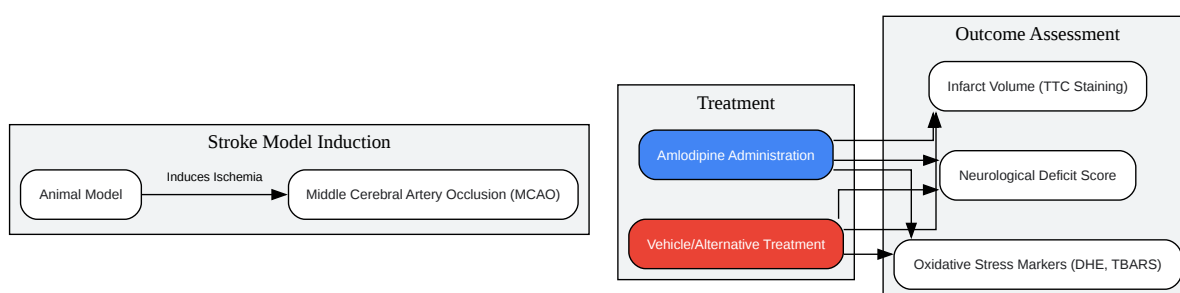 Stroke Model Induction
Animal Model
Induces Ischemia
Middle Cerebral Artery Occlusion (MCAO)
Treatment
Amlodipine Administration
Vehicle/Alternative Treatment
Outcome Assessment
Infarct Volume (TTC Staining)
Neurological Deficit Score
Oxidative Stress Markers (DHE, TBARS)